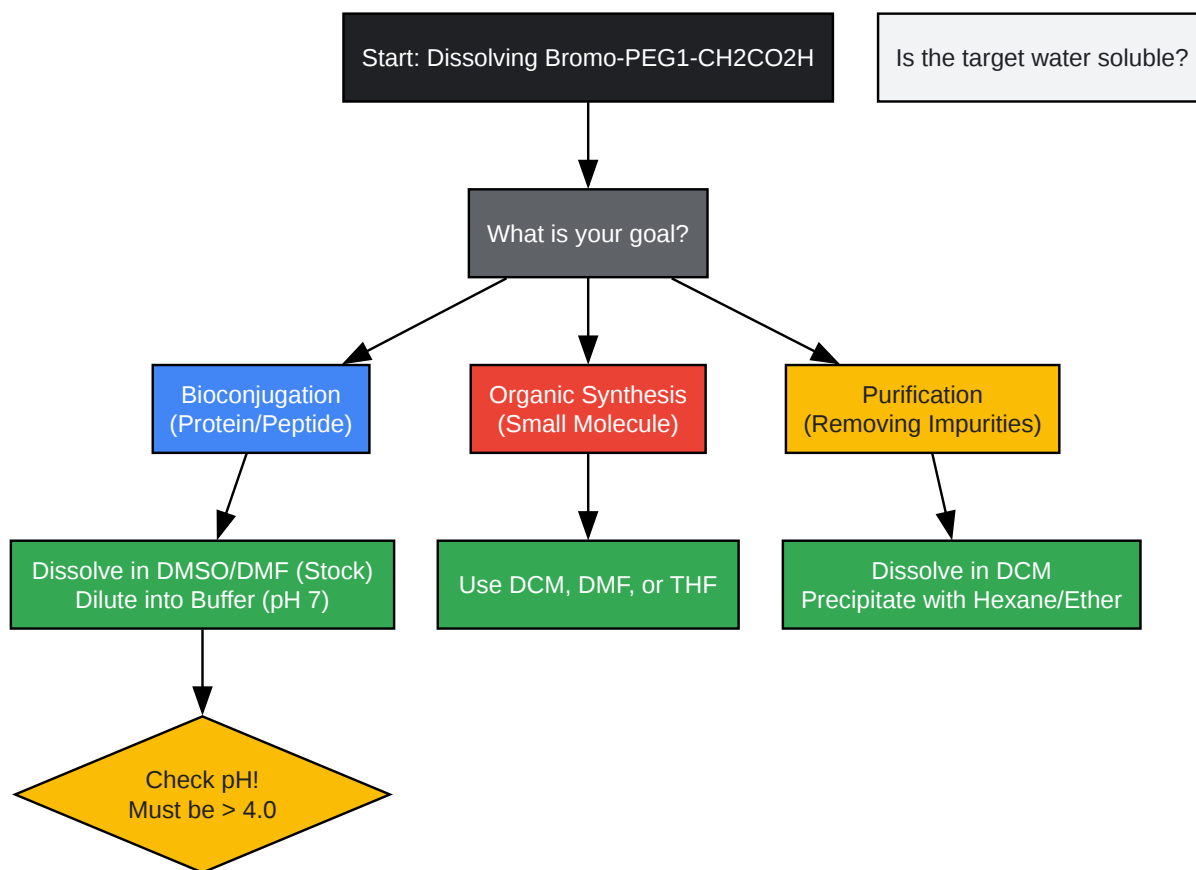 Start: Dissolving Bromo-PEG1-CH2CO2H
Is the target water soluble?
What is your goal?
Bioconjugation
(Protein/Peptide)
Organic Synthesis
(Small Molecule)
Purification
(Removing Impurities)
Dissolve in DMSO/DMF (Stock)
Dilute into Buffer (pH 7)
Use DCM, DMF, or THF
Dissolve in DCM
Precipitate with Hexane/Ether
Check pH!
Must be > 4.0